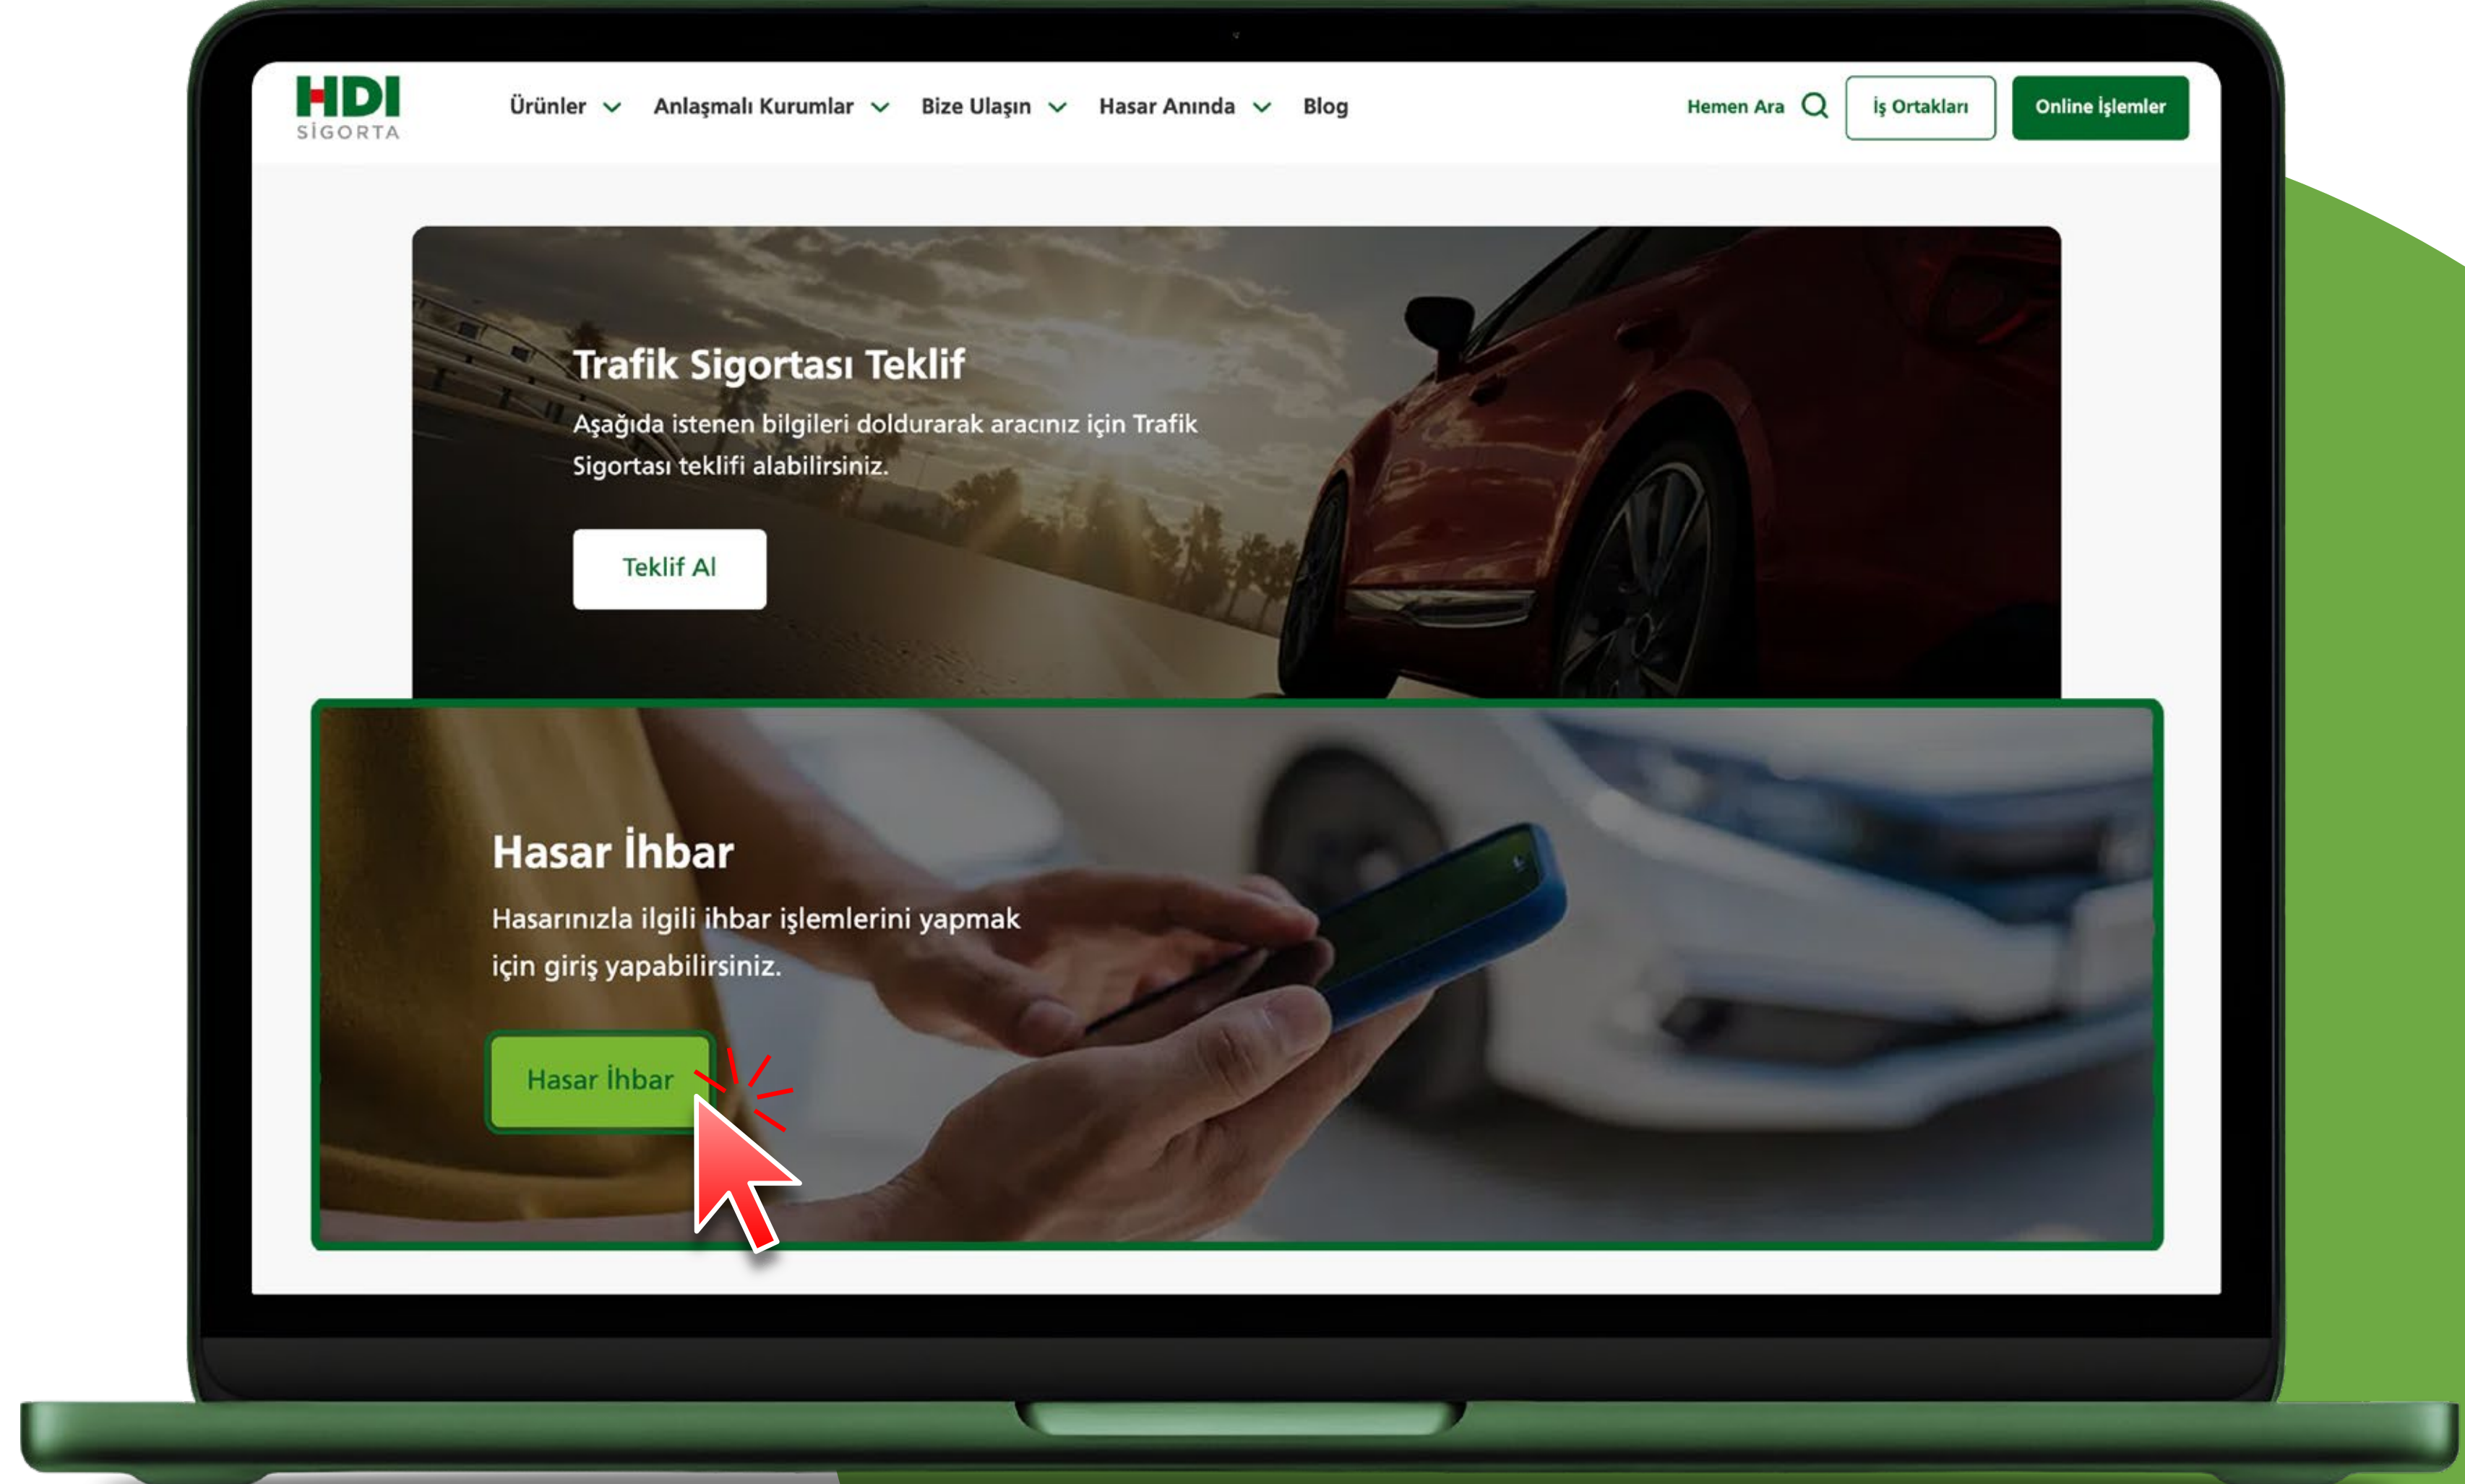 HDI
SİGORTA
Ürünler
Anlaşmalı Kurumlar
Bize Ulaşın
Hasar Anında
Blog
Hemen Ara
İş Ortakları
Online İşlemler
Trafik Sigortası Teklif
Aşağıda istenen bilgileri doldurarak aracınız için Trafik
Sigortası teklifi alabilirsiniz.
Teklif Al
Hasar İhbar
Hasarınızla ilgili ihbar işlemlerini yapmak
için giriş yapabilirsiniz.
Hasar İhbar